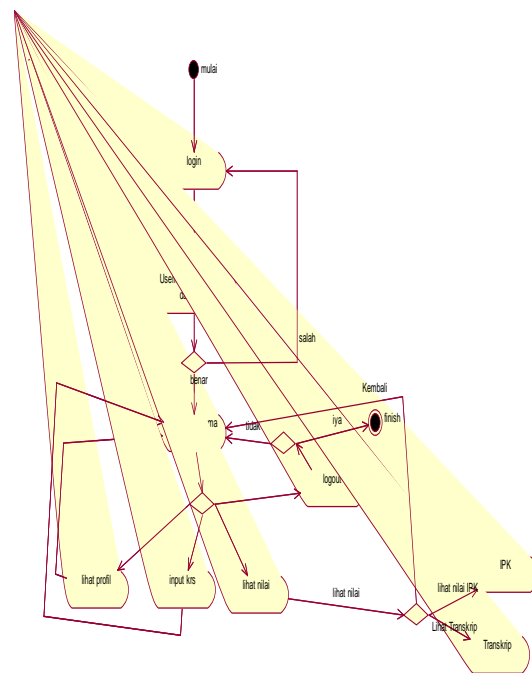 mulai
login
salah
benar
Kembali
iya
finish
tidak
logout
lihat profil
input krs
lihat nilai
lihat nilai
lihat nilai IPK
IPK
Lihat Transkrip
Transkrip